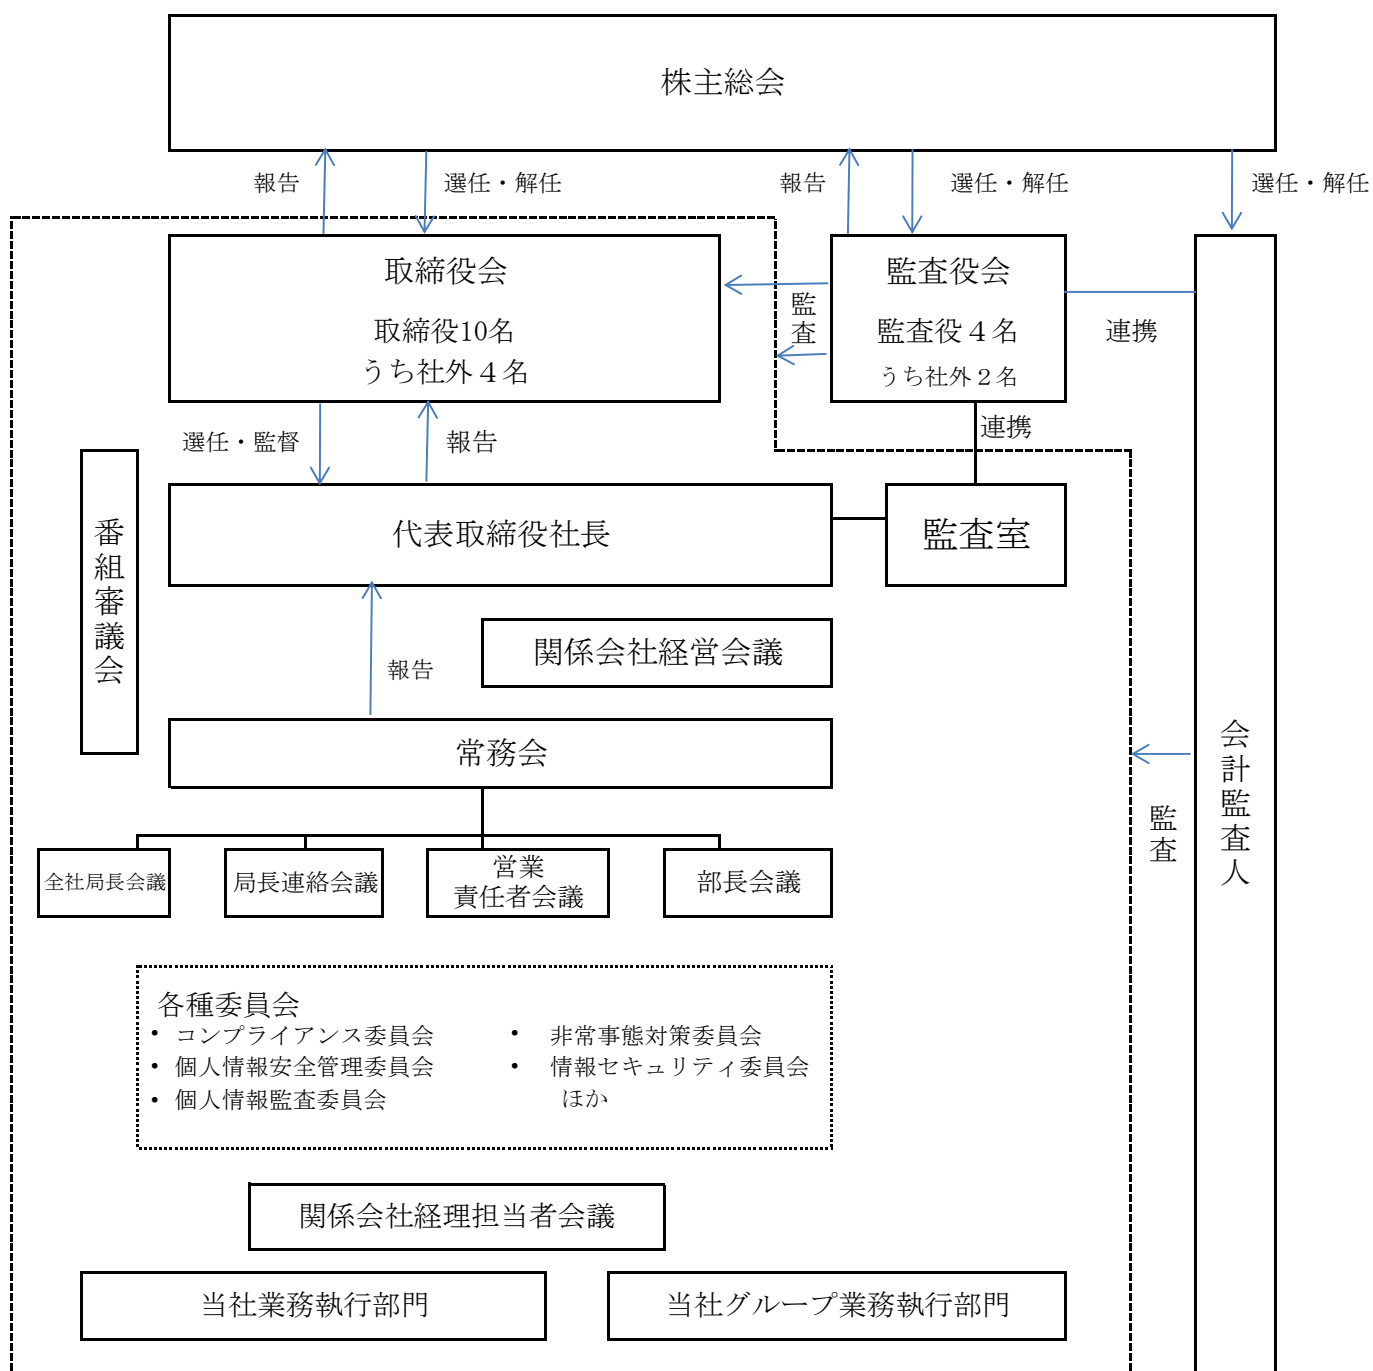 株主総会
報告
選任・解任
報告
選任・解任
選任・解任
取締役会
取締役10名
うち社外４名
監査
監査役会
監査役４名
うち社外２名
連携
連携
選任・監督
報告
番組審議会
代表取締役社長
監査室
報告
関係会社経営会議
常務会
会計監査人
監査
全社局長会議
局長連絡会議
営業
責任者会議
部長会議
各種委員会
• コンプライアンス委員会
• 個人情報安全管理委員会
• 個人情報監査委員会
• 非常事態対策委員会
• 情報セキュリティ委員会
ほか
関係会社経理担当者会議
当社業務執行部門
当社グループ業務執行部門